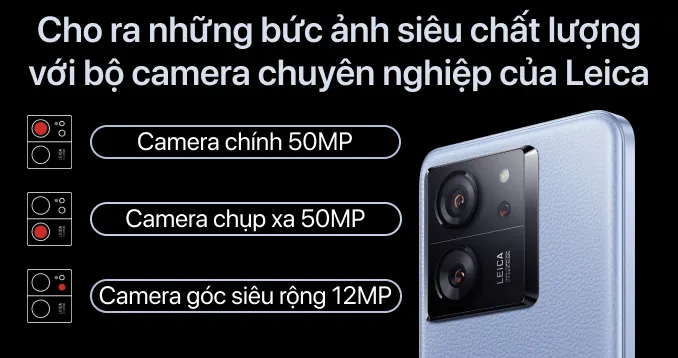 Cho ra những bức ảnh siêu chất lượng
với bộ camera chuyên nghiệp của Leica
Camera chính 50MP
Camera chụp xa 50MP
Camera góc siêu rộng 12MP
LEICA